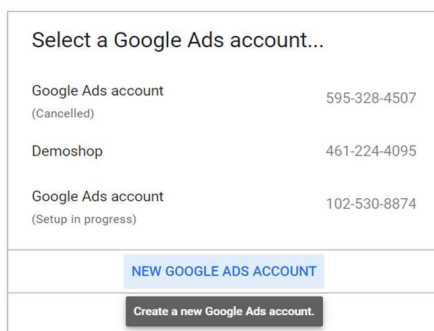 Select a Google Ads account...
Google Ads account 595-328-4507
(Cancelled)
Demoshop 461-224-4095
Google Ads account 102-530-8874
(Setup in progress)
NEW GOOGLE ADS ACCOUNT
Create a new Google Ads account.